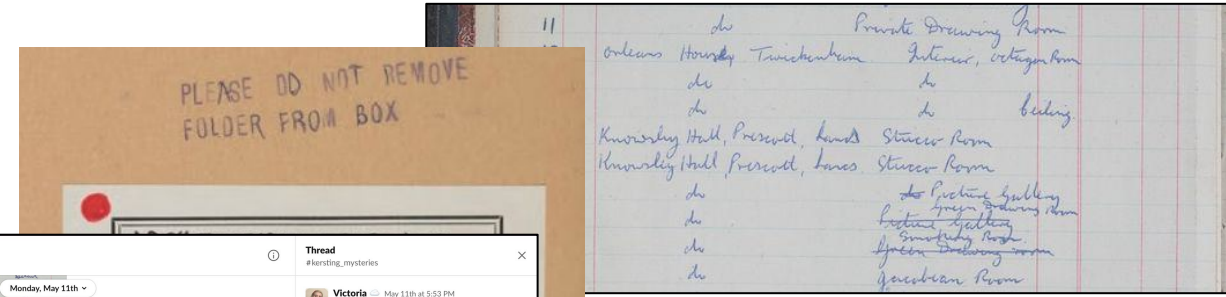 11 do Private Drawing Room
Orleans House, Twickenham Interior, octagon Room
do do
do do Ceiling.
Knowsley Hall, Prescott, Lancs Stucco Room
Knowsley Hall, Prescott, Lancs. Stucco Room
do do Picture Gallery
Green Drawing Room
do Picture Gallery
Smoking Room
do Green Drawing Room
do Jacobean Room
PLEASE DO NOT REMOVE
FOLDER FROM BOX
Thread
#kersting_mysteries
Monday, May 11th
Victoria May 11th at 5:53 PM